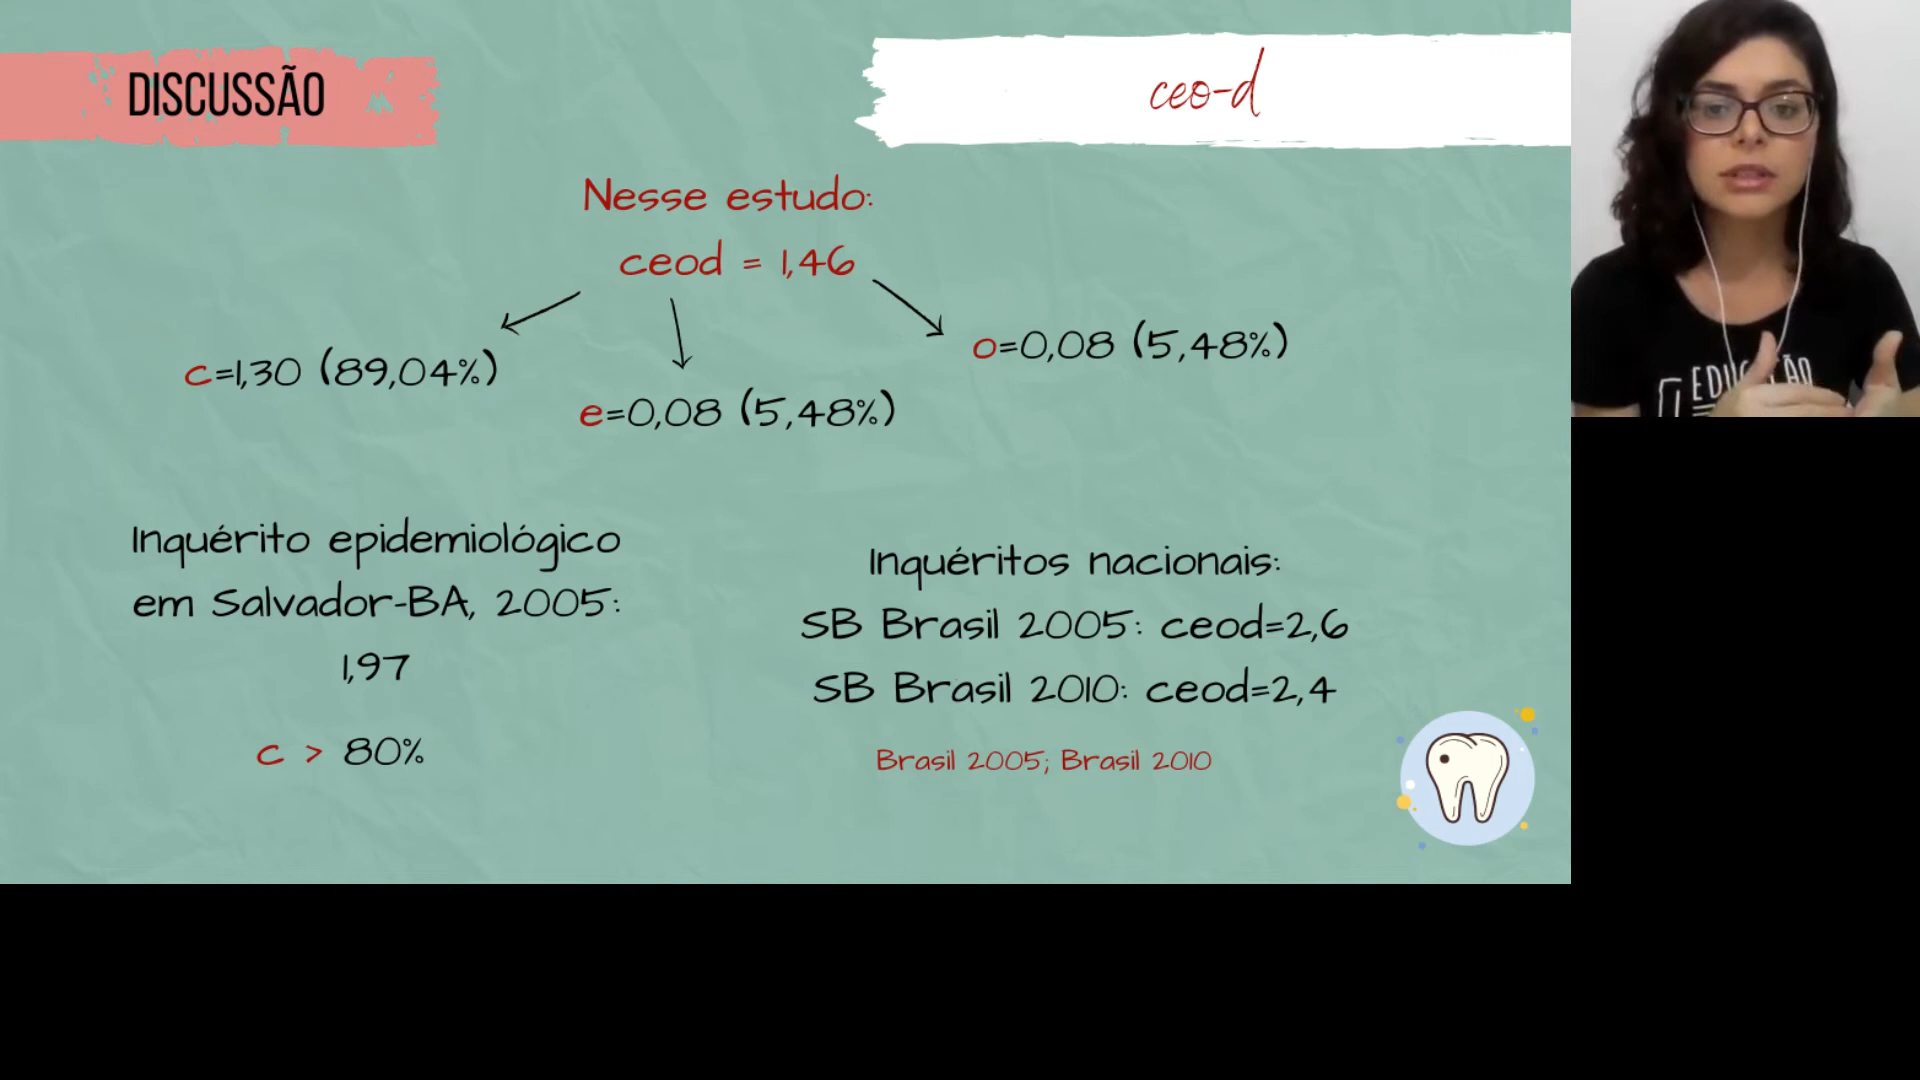 DISCUSSÃO
ceo-d
Nesse estudo:
ceod = 1,46
c=1,30 (89,04%)
e=0,08 (5,48%)
o=0,08 (5,48%)
Inquérito epidemiológico
em Salvador-BA, 2005:
1,97
c > 80%
Inquéritos nacionais:
SB Brasil 2005: ceod=2,6
SB Brasil 2010: ceod=2,4
Brasil 2005; Brasil 2010